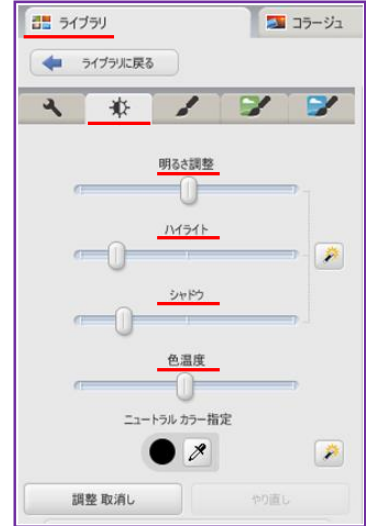 ライブラリ
コラージュ
ライブラリに戻る
明るさ調整
ハイライト
シャドウ
色温度
ニュートラル カラー指定
調整 取消し
やり直し